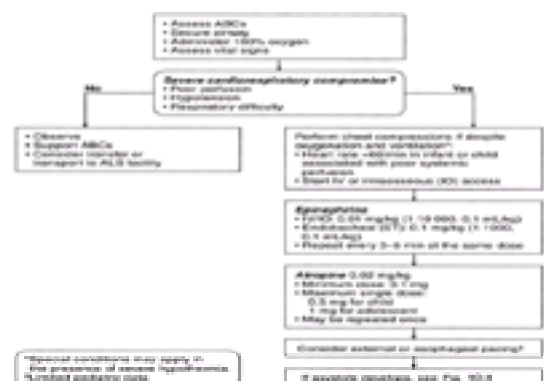 • Assess ABCs
• Secure airway
• Administer 100% oxygen
• Assess vital signs
Severe cardiorespiratory compromise?
• Poor perfusion
• Hypotension
• Respiratory difficulty
No
Yes
• Observe
• Support ABCs
• Consider transfer or
transport to ALS facility
Perform chest compressions if despite
oxygenation and ventilation
• Heart rate <60/min in infant or child
associated with poor systemic
perfusion
• Start IV or intraosseous (IO) access
Epinephrine
• IV/IO: 0.01 mg/kg (1:10 000, 0.1 mL/kg)
• Endotracheal (ET): 0.1 mg/kg (1:1000,
0.1 mL/kg)
• Repeat every 3–5 min at the same dose
Atropine 0.02 mg/kg
• Minimum dose: 0.1 mg
• Maximum single dose:
0.5 mg for child
1 mg for adolescent
• May be repeated once
Consider external or esophageal pacing
*Special conditions may apply in
the presence of severe hypothermia.
Limited pediatric data.
If asystole develops, see Fig.